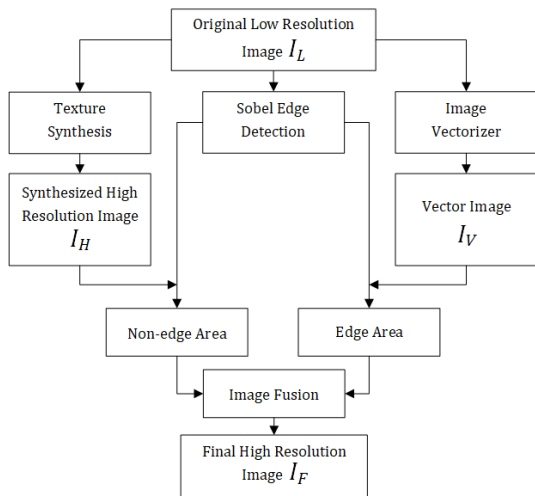 Original Low Resolution
Image I_L
Texture
Synthesis
Sobel Edge
Detection
Image
Vectorizer
Synthesized High
Resolution Image
I_H
Vector Image
I_V
Non-edge Area
Edge Area
Image Fusion
Final High Resolution
Image I_F